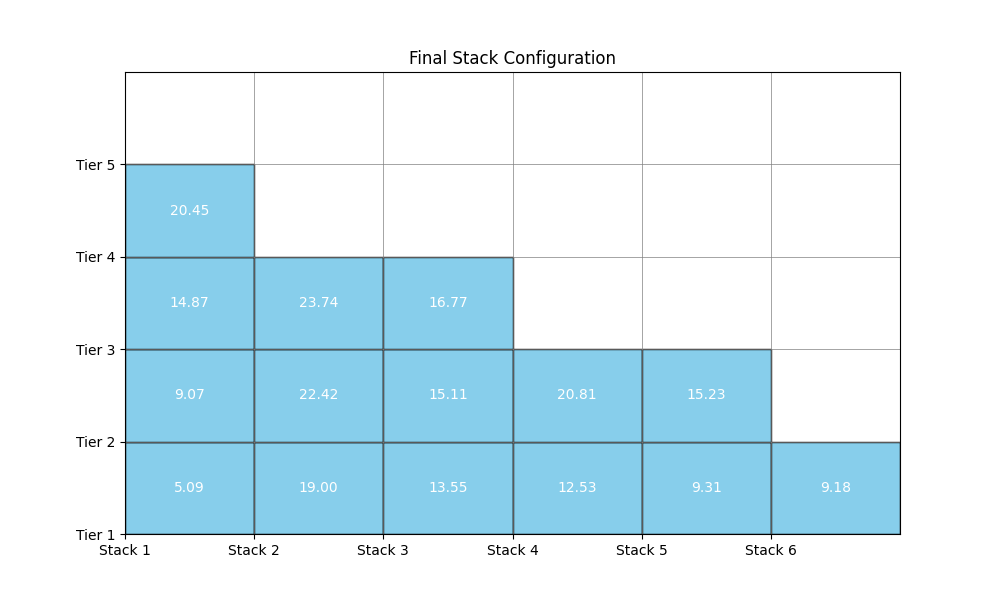 Final Stack Configuration
Tier 5
20.45
Tier 4
14.87 23.74 16.77
Tier 3
9.07 22.42 15.11 20.81 15.23
Tier 2
5.09 19.00 13.55 12.53 9.31 9.18
Tier 1
Stack 1 Stack 2 Stack 3 Stack 4 Stack 5 Stack 6